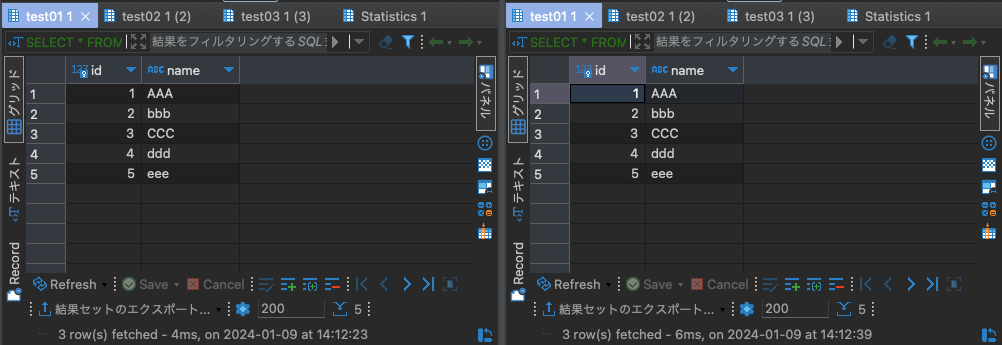 test01 1 test02 1 (2) test03 1 (3) Statistics 1
SELECT * FROM 結果をフィルタリングするSQL
グリッド
テキスト
Record
123 id ABC name
1 1 AAA
2 2 bbb
3 3 CCC
4 4 ddd
5 5 eee
パネル
Refresh Save Cancel
結果セットのエクスポート... 200 5
3 row(s) fetched - 4ms, on 2024-01-09 at 14:12:23
test01 1 test02 1 (2) test03 1 (3) Statistics 1
SELECT * FROM 結果をフィルタリングするSQL
グリッド
テキスト
Record
123 id ABC name
1 1 AAA
2 2 bbb
3 3 CCC
4 4 ddd
5 5 eee
パネル
Refresh Save Cancel
結果セットのエクスポート... 200 5
3 row(s) fetched - 6ms, on 2024-01-09 at 14:12:39